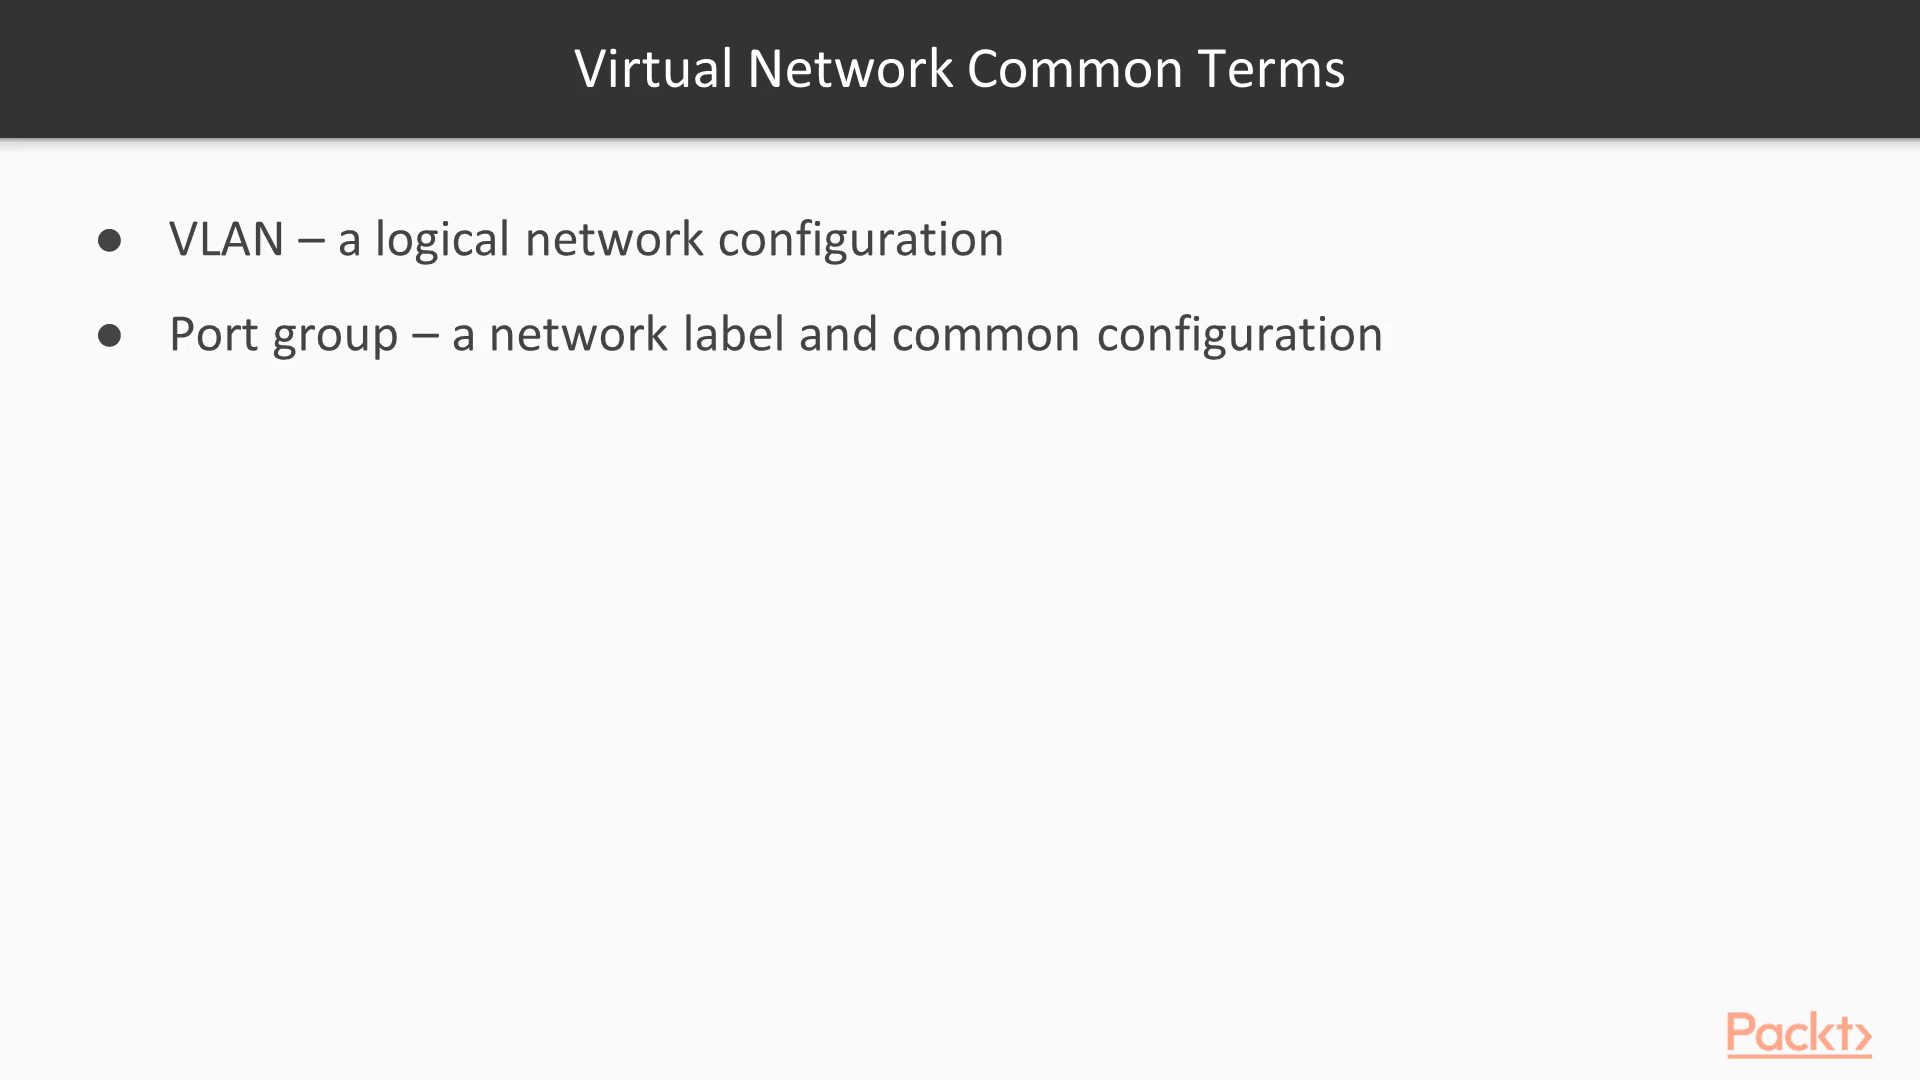 Virtual Network Common Terms
● VLAN – a logical network configuration
● Port group – a network label and common configuration
Packt>